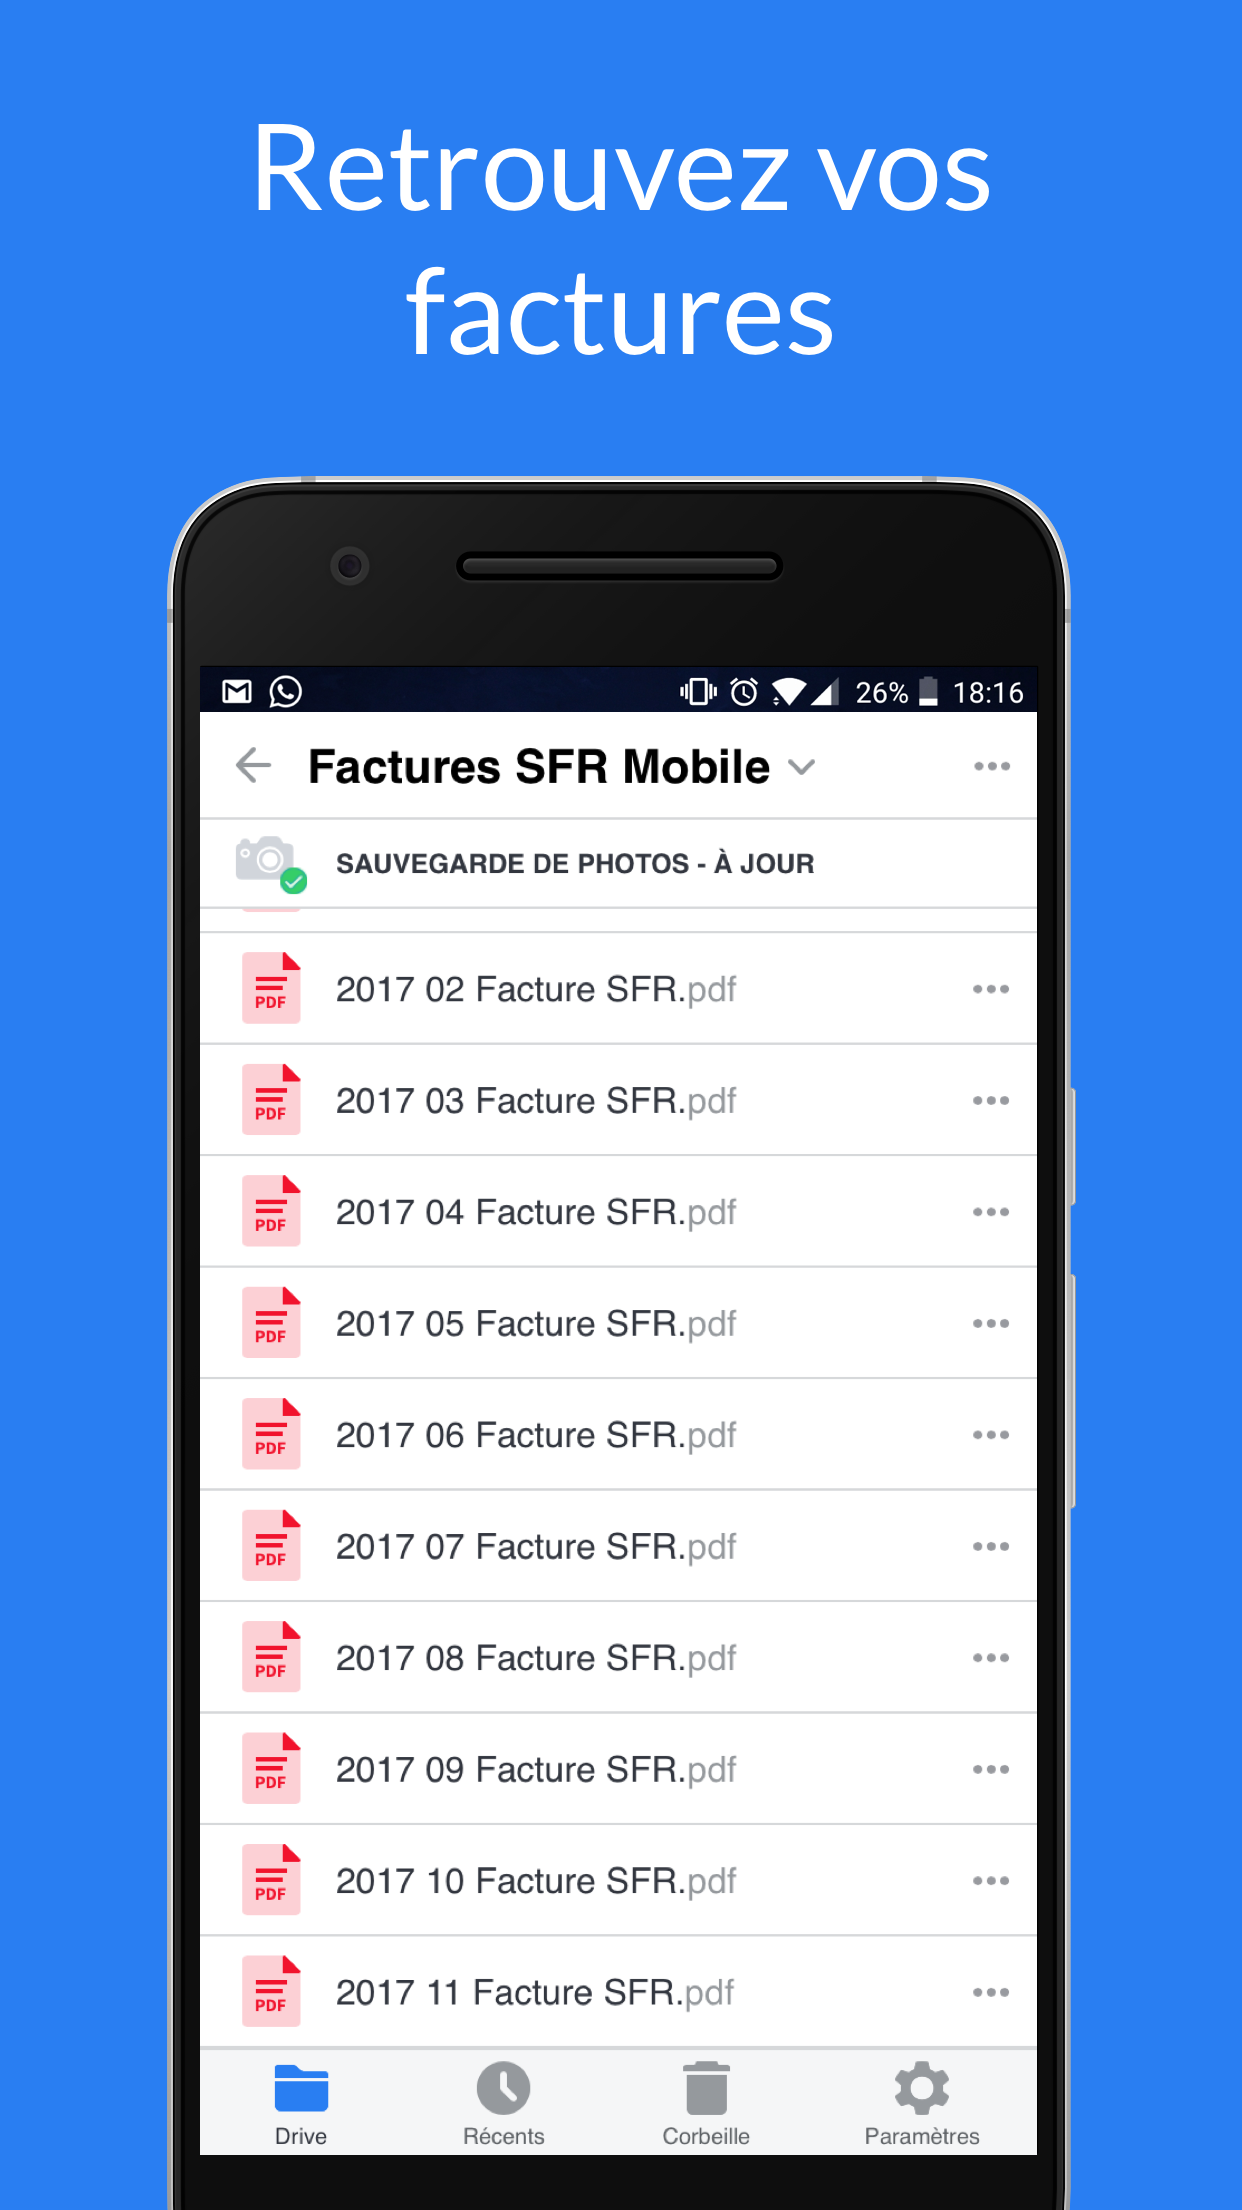 Retrouvez vos
factures
26% 18:16
Factures SFR Mobile
SAUVEGARDE DE PHOTOS - À JOUR
PDF 2017 02 Facture SFR.pdf
PDF 2017 03 Facture SFR.pdf
PDF 2017 04 Facture SFR.pdf
PDF 2017 05 Facture SFR.pdf
PDF 2017 06 Facture SFR.pdf
PDF 2017 07 Facture SFR.pdf
PDF 2017 08 Facture SFR.pdf
PDF 2017 09 Facture SFR.pdf
PDF 2017 10 Facture SFR.pdf
PDF 2017 11 Facture SFR.pdf
Drive Récents Corbeille Paramètres